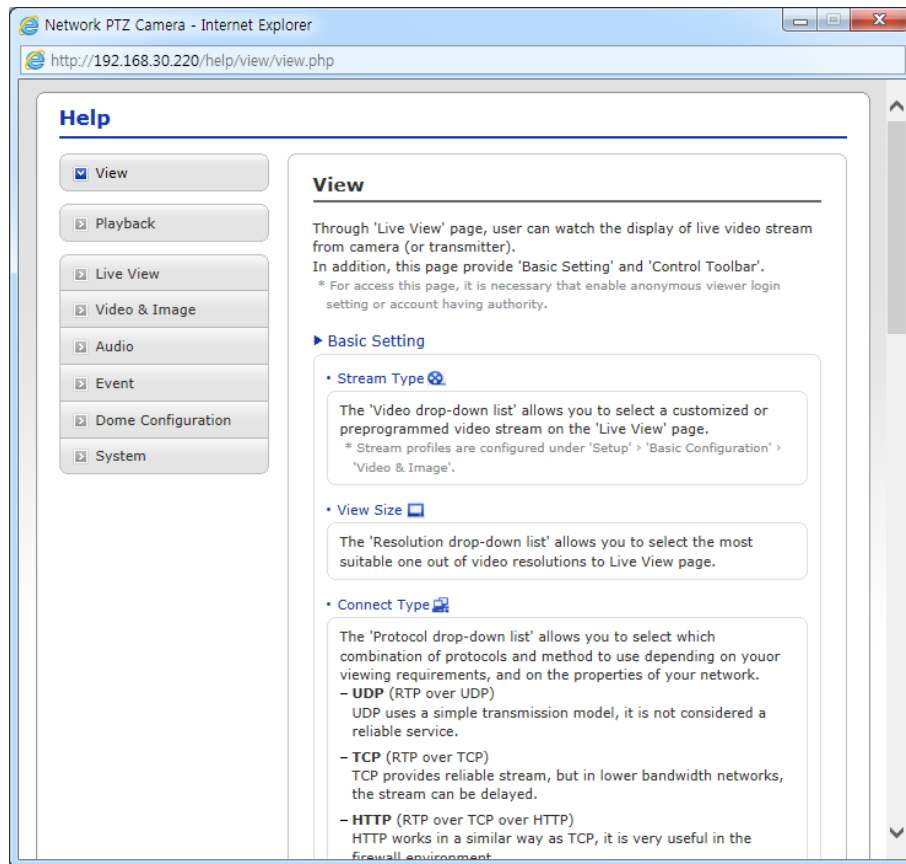 Network PTZ Camera - Internet Explorer
http://192.168.30.220/help/view/view.php
Help
View
Playback
Live View
Video & Image
Audio
Event
Dome Configuration
System
View
Through 'Live View' page, user can watch the display of live video stream
from camera (or transmitter).
In addition, this page provide 'Basic Setting' and 'Control Toolbar'.
* For access this page, it is necessary that enable anonymous viewer login
setting or account having authority.
Basic Setting
• Stream Type
The 'Video drop-down list' allows you to select a customized or
preprogrammed video stream on the 'Live View' page.
* Stream profiles are configured under 'Setup' > 'Basic Configuration' >
'Video & Image'.
• View Size
The 'Resolution drop-down list' allows you to select the most
suitable one out of video resolutions to Live View page.
• Connect Type
The 'Protocol drop-down list' allows you to select which
combination of protocols and method to use depending on youor
viewing requirements, and on the properties of your network.
– UDP (RTP over UDP)
UDP uses a simple transmission model, it is not considered a
reliable service.
– TCP (RTP over TCP)
TCP provides reliable stream, but in lower bandwidth networks,
the stream can be delayed.
– HTTP (RTP over TCP over HTTP)
HTTP works in a similar way as TCP, it is very useful in the
firewall environment